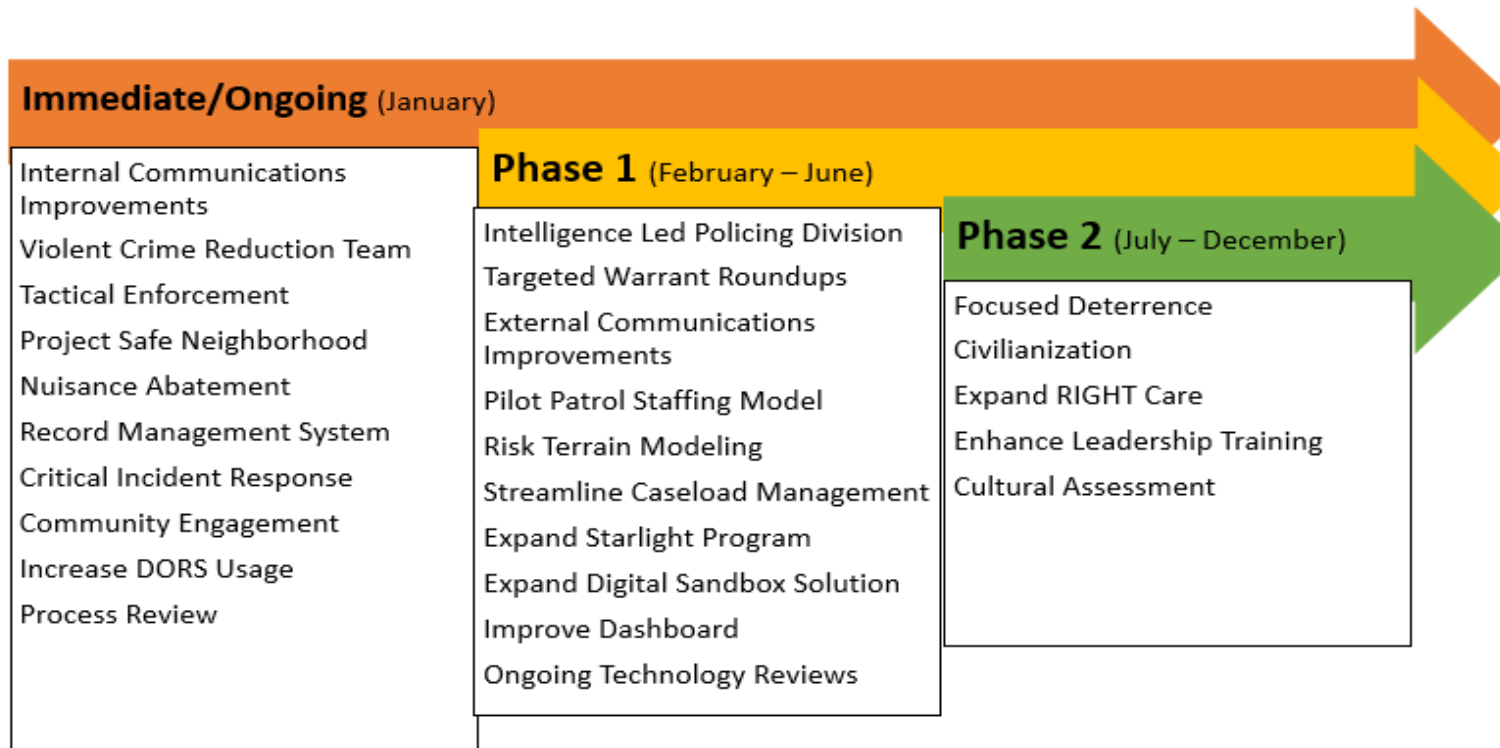 Immediate/Ongoing (January)
Internal Communications
Improvements
Violent Crime Reduction Team
Tactical Enforcement
Project Safe Neighborhood
Nuisance Abatement
Record Management System
Critical Incident Response
Community Engagement
Increase DORS Usage
Process Review
Phase 1 (February – June)
Intelligence Led Policing Division
Targeted Warrant Roundups
External Communications
Improvements
Pilot Patrol Staffing Model
Risk Terrain Modeling
Streamline Caseload Management
Expand Starlight Program
Expand Digital Sandbox Solution
Improve Dashboard
Ongoing Technology Reviews
Phase 2 (July – December)
Focused Deterrence
Civilianization
Expand RIGHT Care
Enhance Leadership Training
Cultural Assessment